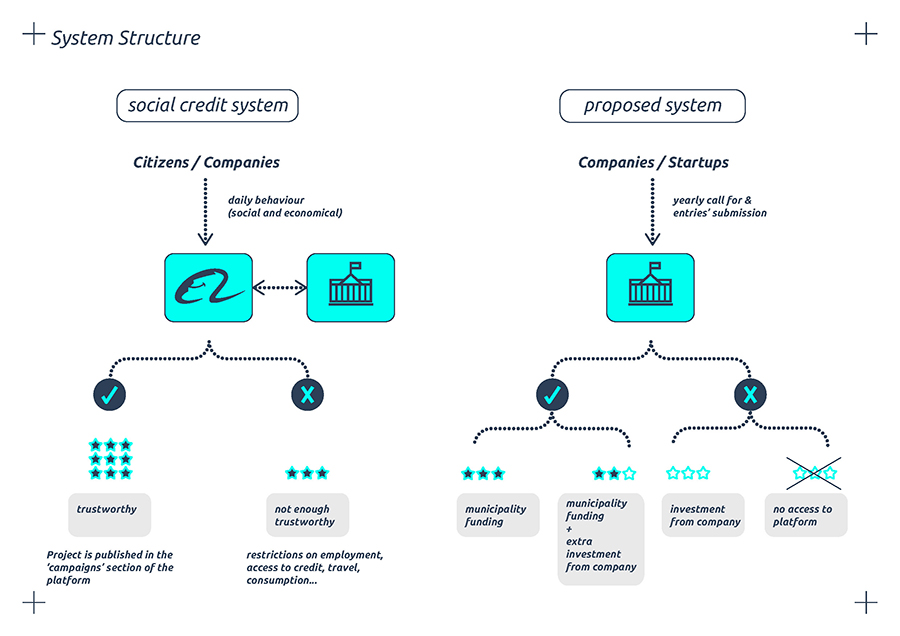 System Structure
social credit system
Citizens / Companies
daily behaviour
(social and economical)
trustworthy
Project is published in the
'campaigns' section of the
platform
not enough
trustworthy
restrictions on employment,
access to credit, travel,
consumption...
proposed system
Companies / Startups
yearly call for &
entries' submission
municipality
funding
municipality
funding
+
extra
investment
from company
investment
from company
no access to
platform